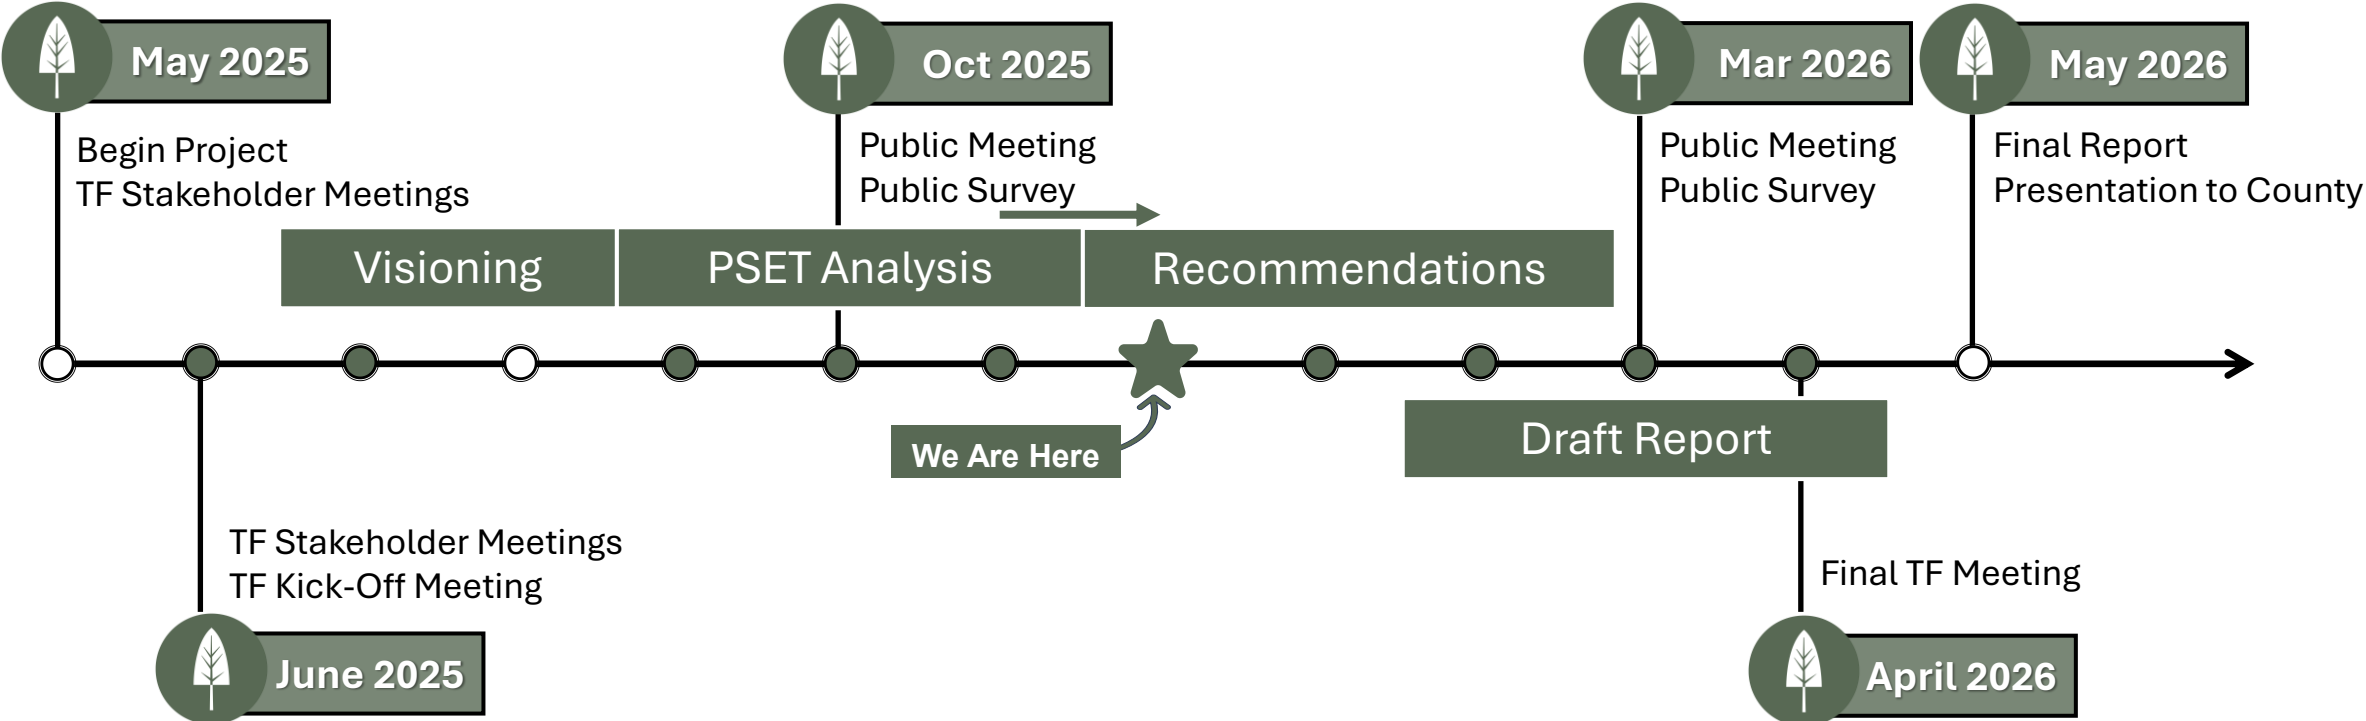 May 2025
Oct 2025
Mar 2026
May 2026
Begin Project
TF Stakeholder Meetings
Public Meeting
Public Survey
Public Meeting
Public Survey
Final Report
Presentation to County
Visioning
PSET Analysis
Recommendations
We Are Here
Draft Report
TF Stakeholder Meetings
TF Kick-Off Meeting
Final TF Meeting
June 2025
April 2026